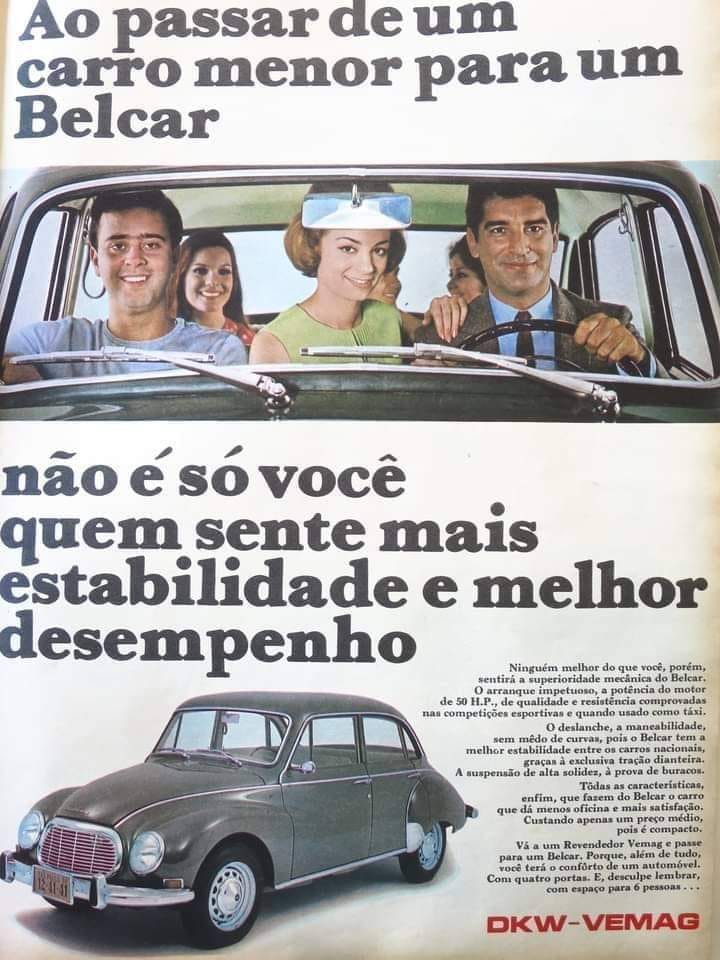 Ao passar de um
carro menor para um
Belcar
não é só você
quem sente mais
estabilidade e melhor
desempenho
Ninguém melhor do que você, porém,
sentirá a superioridade mecânica do Belcar.
O arranque impetuoso, a potência do motor
de 50 H.P., de qualidade e resistência comprovadas
nas competições esportivas e quando usado como táxi.
O deslanche, a maneabilidade,
sem mêdo de curvas, pois o Belcar tem a
melhor estabilidade entre os carros nacionais,
graças à exclusiva tração dianteira.
A suspensão de alta solidez, à prova de buracos.
Tôdas as características,
enfim, que fazem do Belcar o carro
que dá menos oficina e mais satisfação.
Custando apenas um preço médio,
pois é compacto.
Vá a um Revendedor Vemag e passe
para um Belcar. Porque, além de tudo,
você terá o confôrto de um automóvel.
Com quatro portas. E, desculpe lembrar,
com espaço para 6 pessoas . . .
12-41-41
DKW-VEMAG